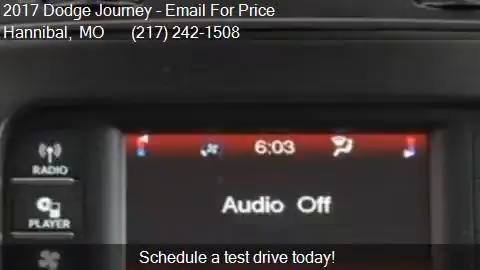 2017 Dodge Journey - Email For Price
Hannibal, MO (217) 242-1508
6:03
RADIO
Audio Off
PLAYER
Schedule a test drive today!